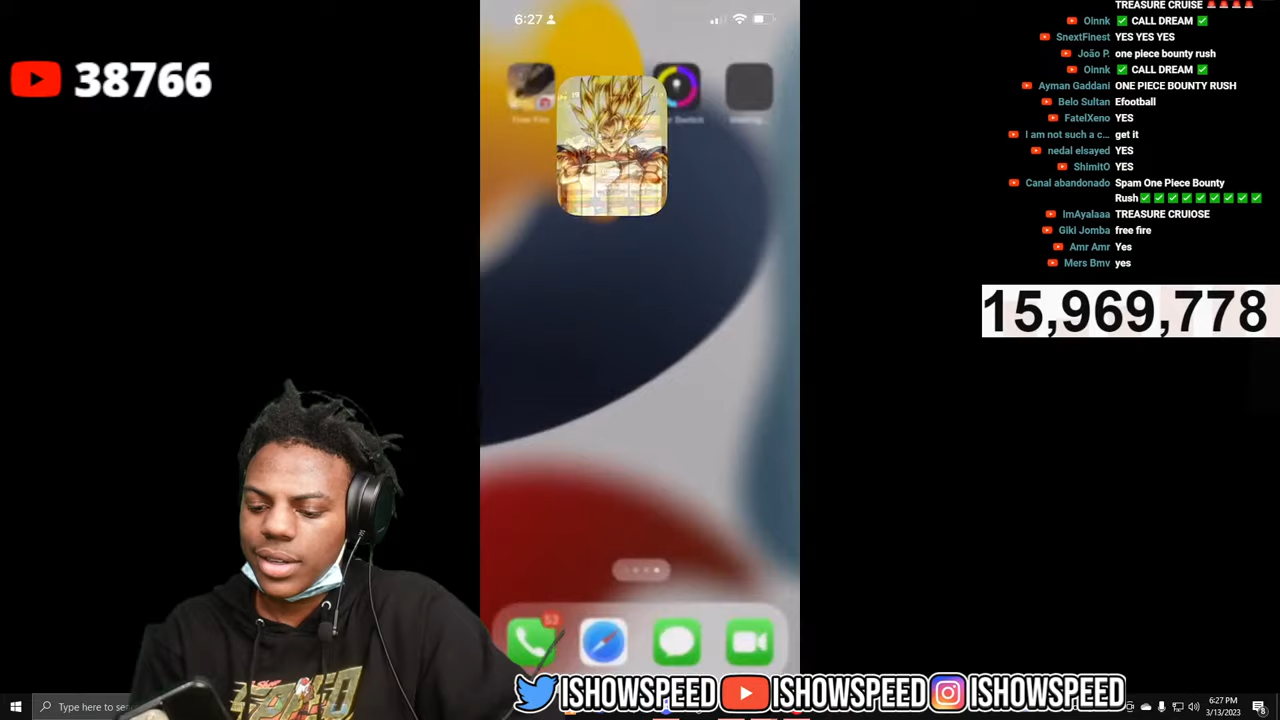 38766
6:27
53
TREASURE CRUISE 🚨🚨🚨🚨
Oinnk ✅ CALL DREAM ✅
SnextFinest YES YES YES
João P. one piece bounty rush
Oinnk ✅ CALL DREAM ✅
Ayman Gaddani ONE PIECE BOUNTY RUSH
Belo Sultan Efootball
FatelXeno YES
I am not such a c... get it
nedal elsayed YES
ShimitO YES
Canal abandonado Spam One Piece Bounty
Rush✅✅✅✅✅✅✅✅
ImAyalaaa TREASURE CRUIOSE
Giki Jomba free fire
Amr Amr Yes
Mers Bmv yes
15,969,778
ISHOWSPEED ISHOWSPEED ISHOWSPEED
Type here to se
6:27 PM
3/13/2023